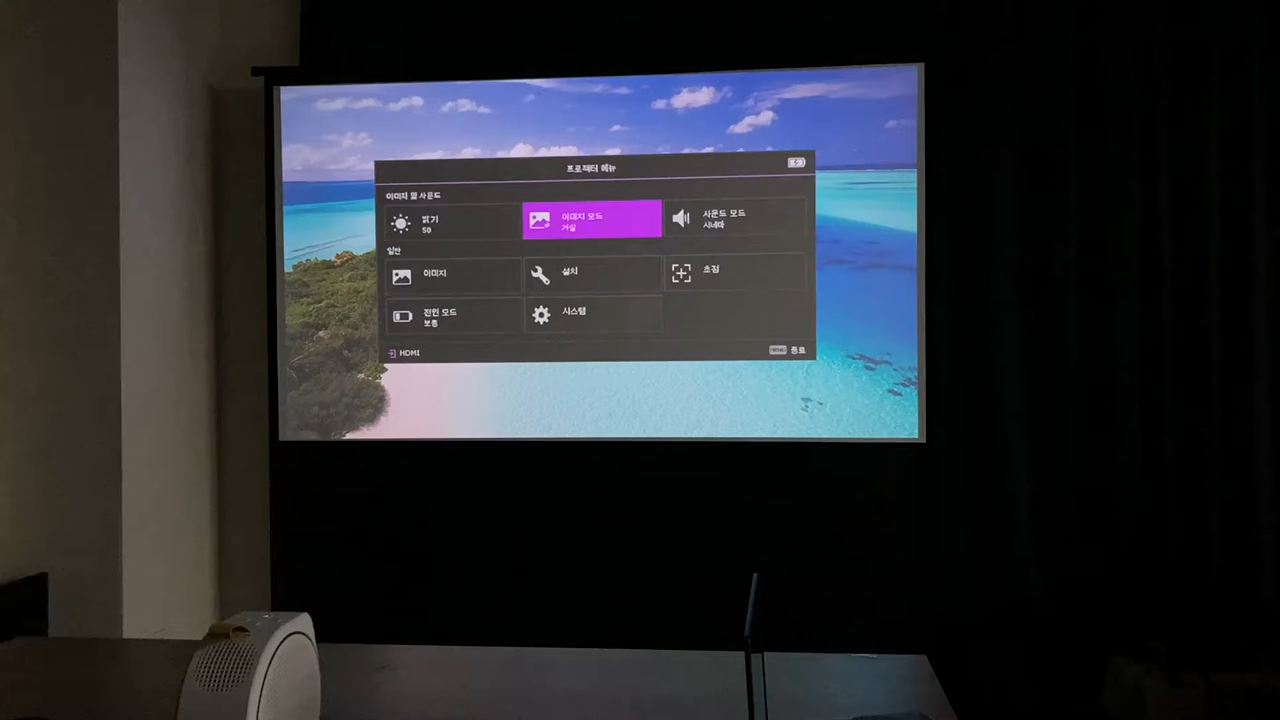 프로젝터 메뉴
이미지 및 사운드
밝기
50
이미지 모드
거실
사운드 모드
시네마
일반
이미지
설치
초점
전원 모드
보통
시스템
HDMI
MENU 종료